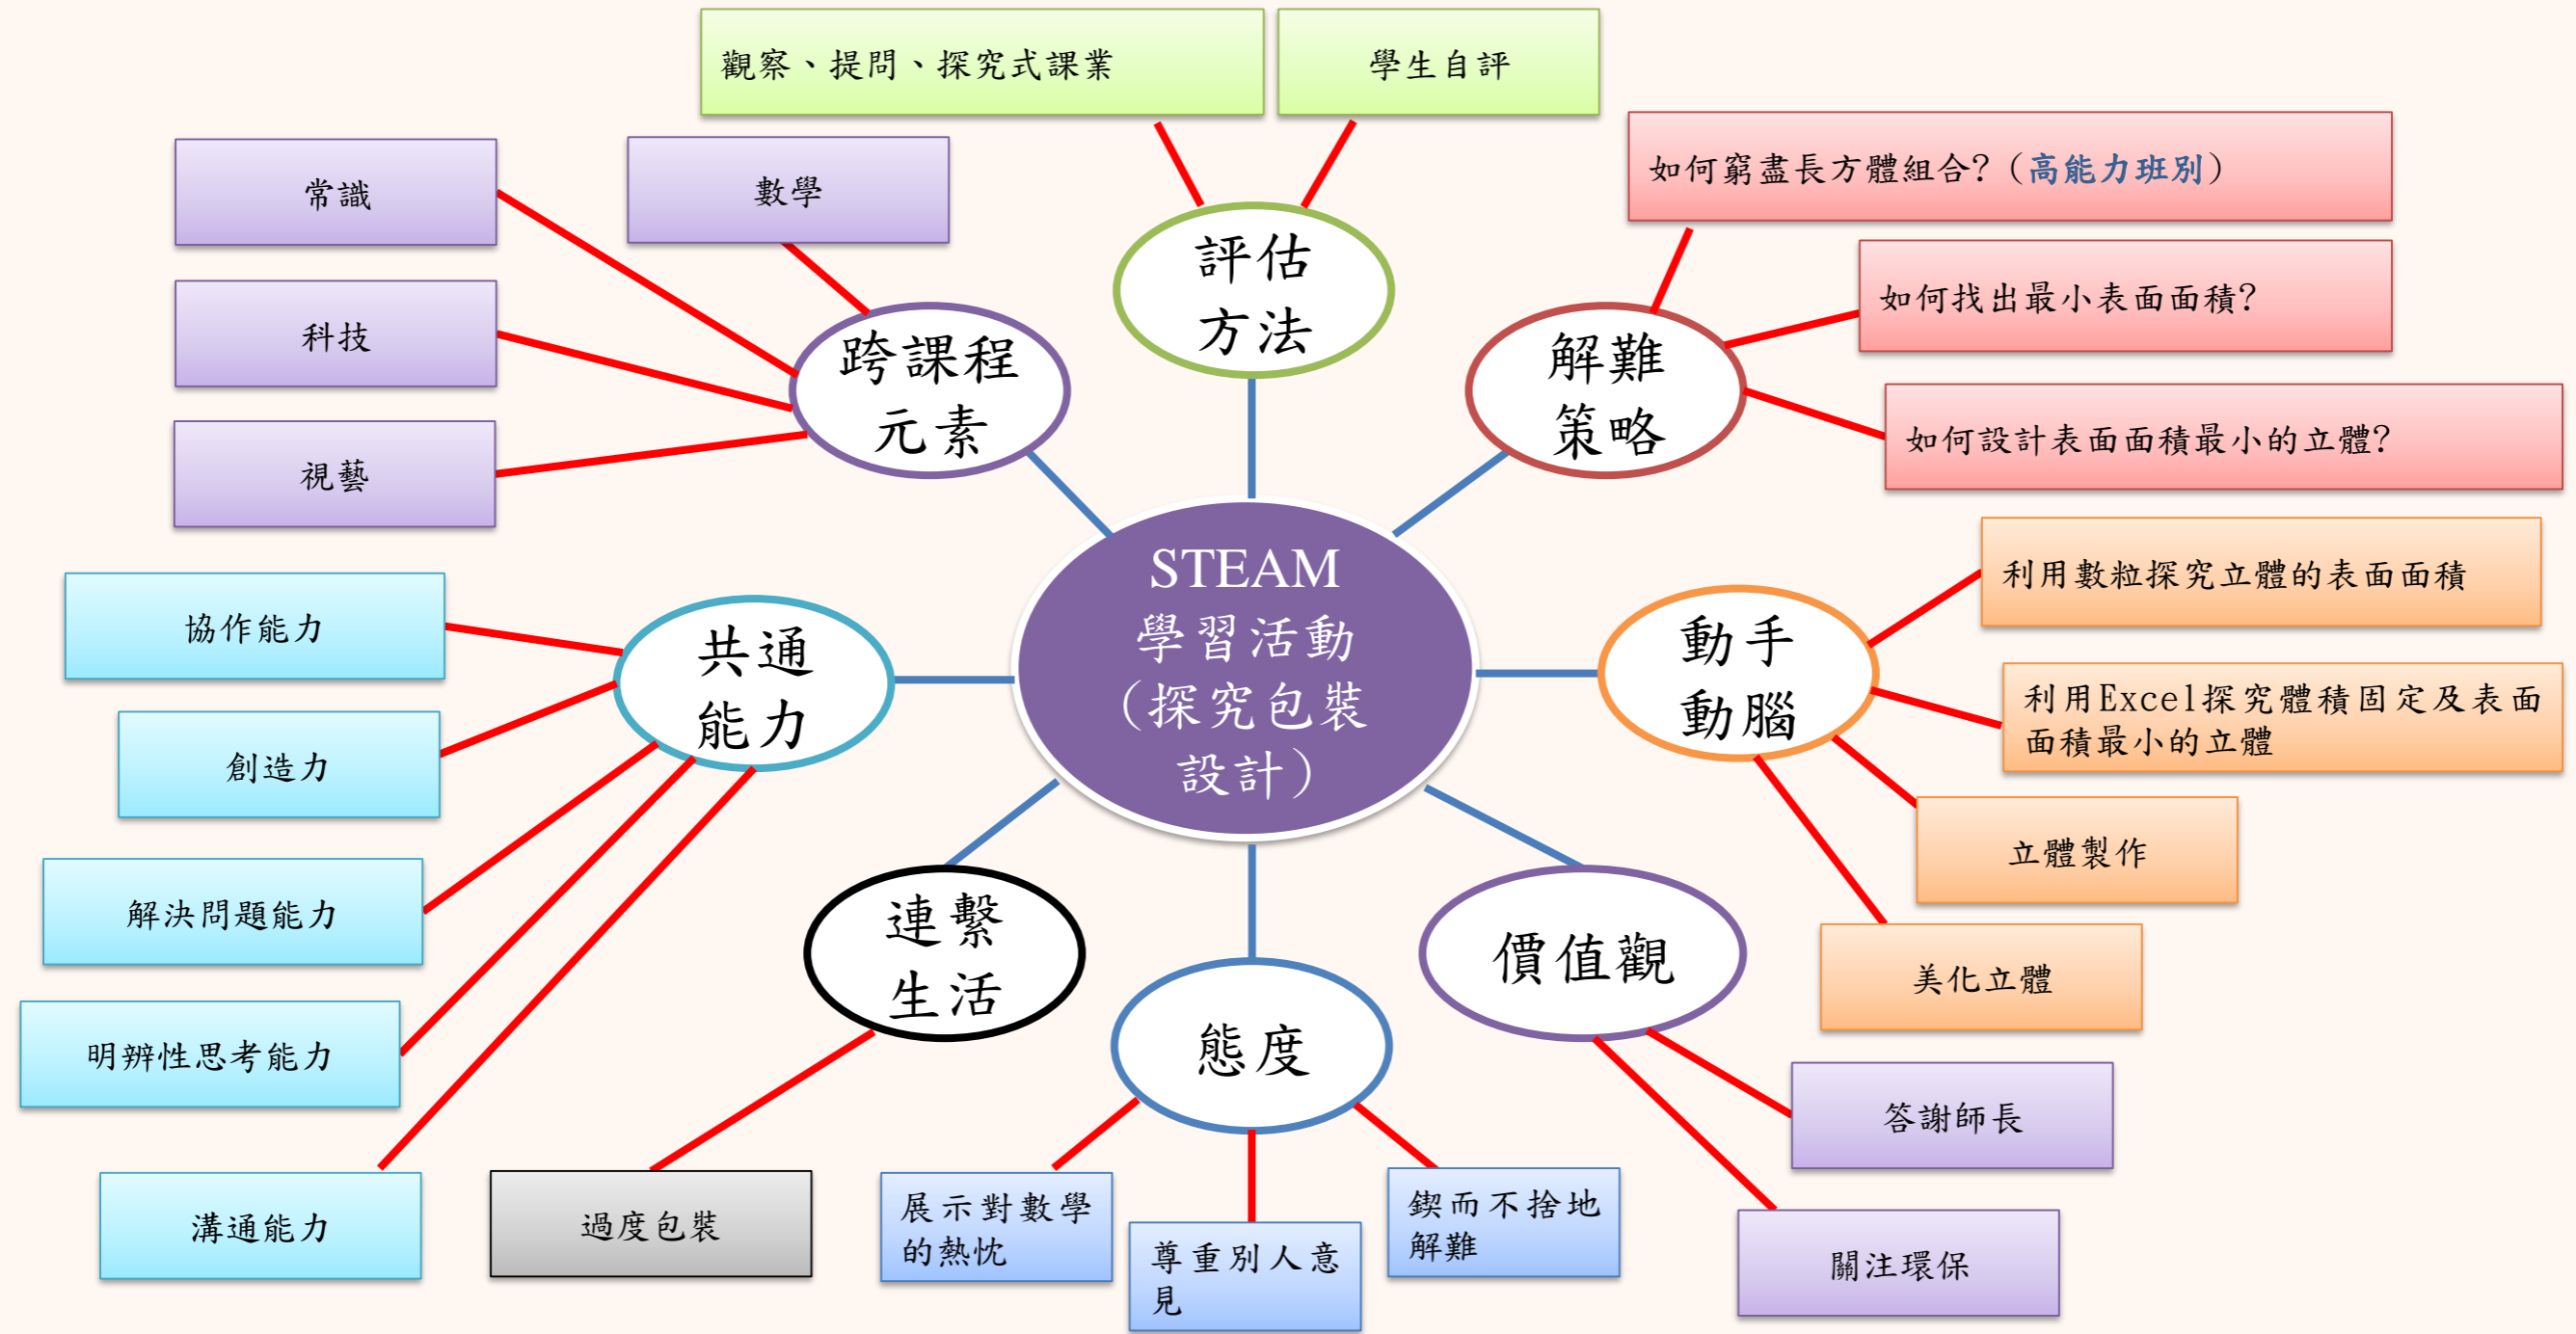 觀察、提問、探究式課業
學生自評
常識
數學
科技
視藝
跨課程
元素
評估
方法
解難
策略
如何窮盡長方體組合?（高能力班別）
如何找出最小表面面積?
如何設計表面面積最小的立體?
STEAM
學習活動
（探究包裝
設計）
共通
能力
協作能力
創造力
解決問題能力
明辨性思考能力
溝通能力
動手
動腦
利用數粒探究立體的表面面積
利用Excel探究體積固定及表面
面積最小的立體
立體製作
美化立體
連繫
生活
過度包裝
態度
展示對數學
的熱忱
尊重別人意
見
鍥而不捨地
解難
價值觀
答謝師長
關注環保